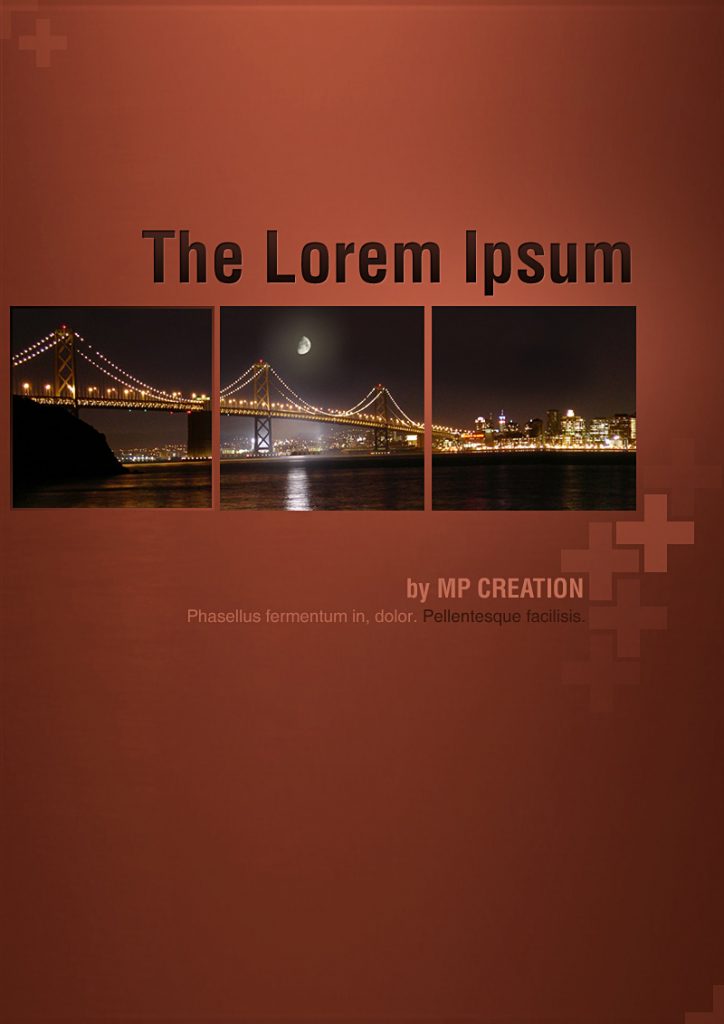 The Lorem Ipsum
by MP CREATION
Phasellus fermentum in, dolor. Pellentesque facilisis.